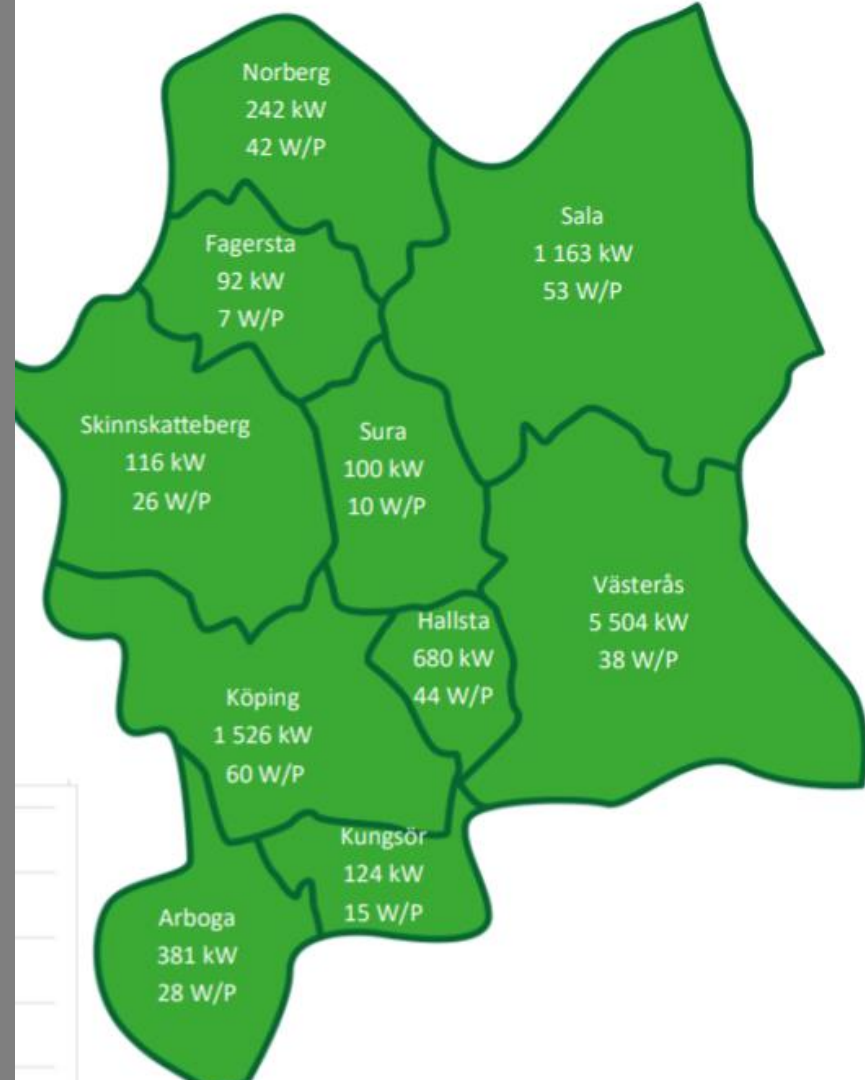 Norberg
242 kW
42 W/P
Sala
1 163 kW
53 W/P
Fagersta
92 kW
7 W/P
Skinnskatteberg
116 kW
26 W/P
Sura
100 kW
10 W/P
Västerås
5 504 kW
38 W/P
Hallsta
680 kW
44 W/P
Köping
1 526 kW
60 W/P
Kungsör
124 kW
15 W/P
Arboga
381 kW
28 W/P